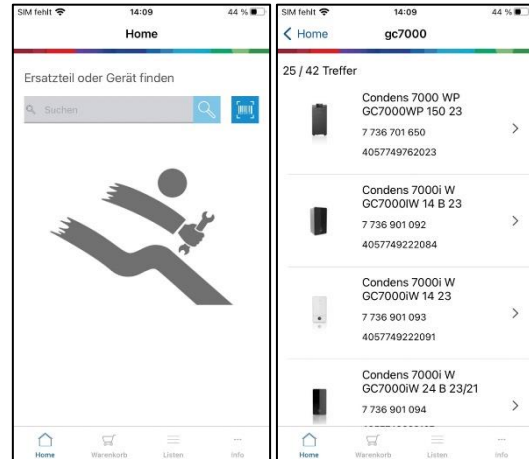 SIM fehlt 14:09 44 %
Home
Ersatzteil oder Gerät finden
Suchen
Home Warenkorb Listen Info
SIM fehlt 14:09 44 %
Home gc7000
25 / 42 Treffer
Condens 7000 WP
GC7000WP 150 23
7 736 701 650
4057749762023
Condens 7000i W
GC7000iW 14 B 23
7 736 901 092
4057749222084
Condens 7000i W
GC7000iW 14 23
7 736 901 093
4057749222091
Condens 7000i W
GC7000iW 24 B 23/21
7 736 901 094
Home Warenkorb Listen Info